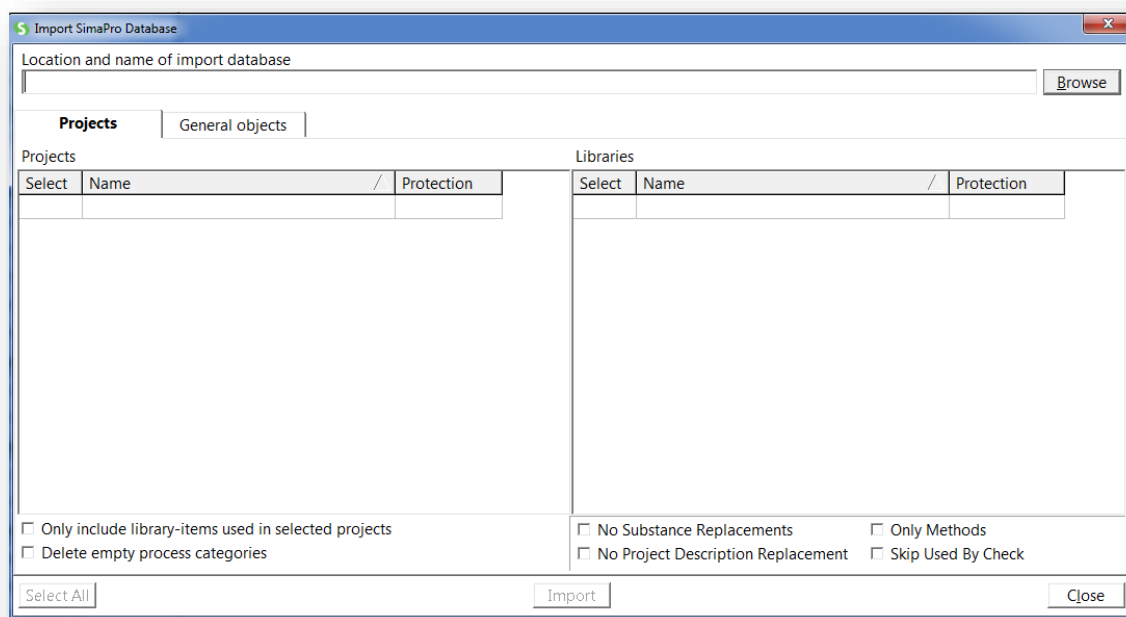 Import SimaPro Database
Location and name of import database
Browse
Projects General objects
Projects Libraries
Select Name Protection Select Name Protection
Only include library-items used in selected projects No Substance Replacements Only Methods
Delete empty process categories No Project Description Replacement Skip Used By Check
Select All Import Close